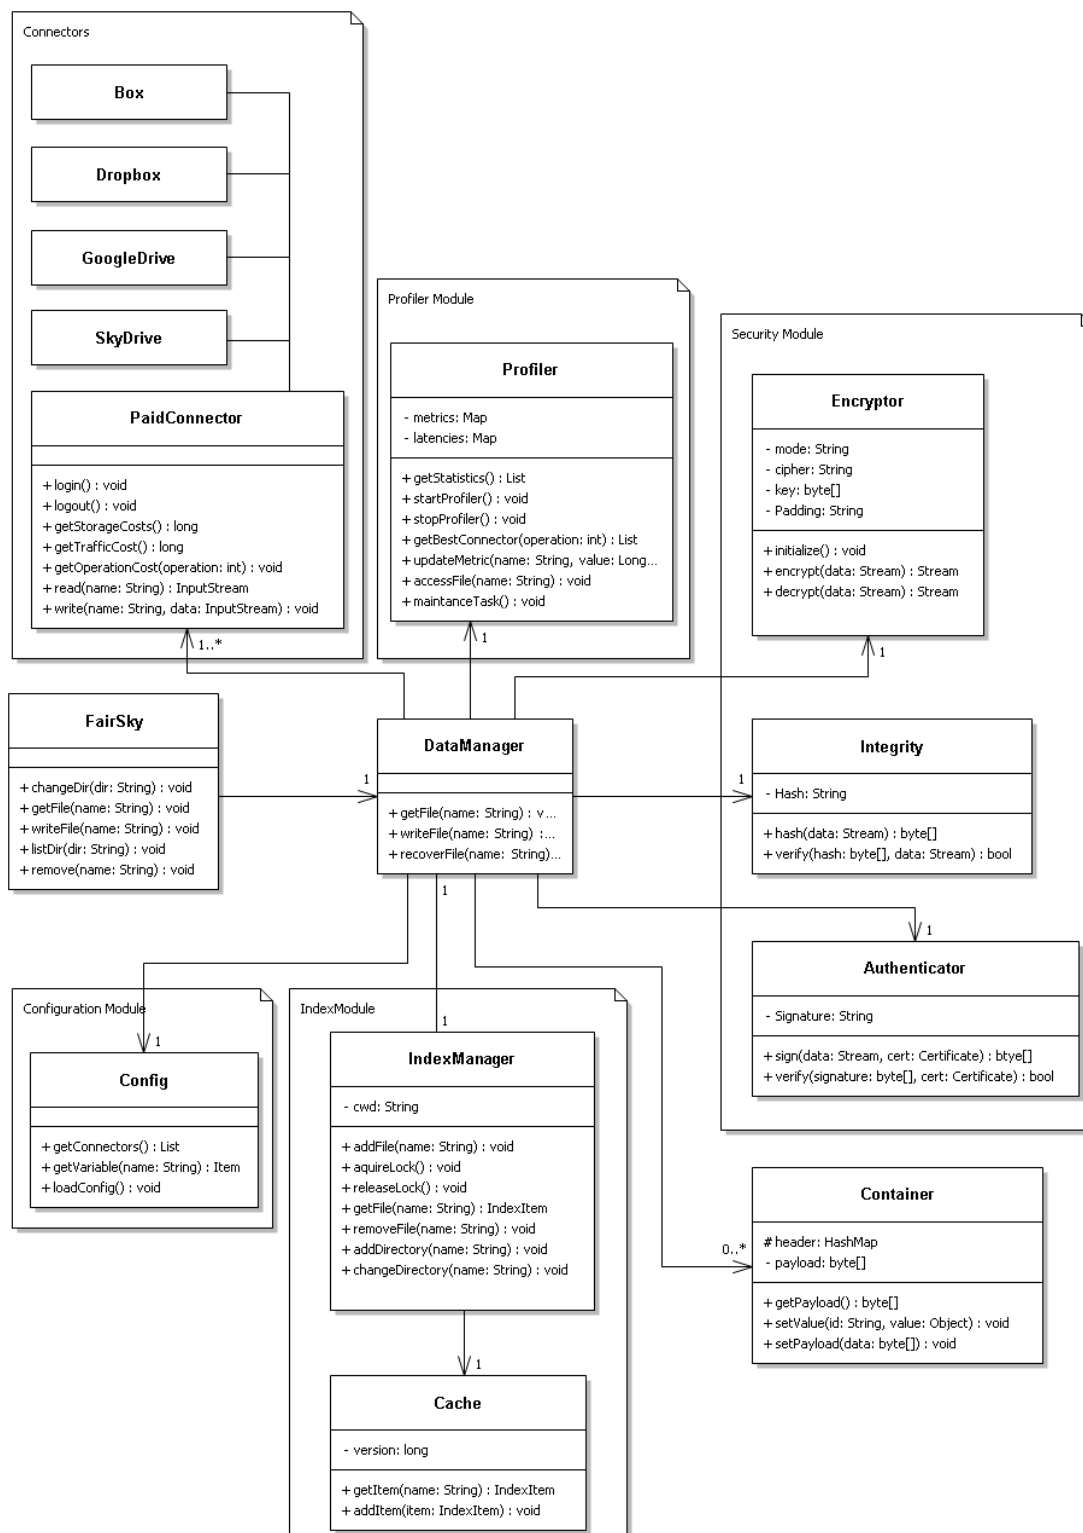 Connectors
Box
Dropbox
GoogleDrive
SkyDrive
PaidConnector
+ login() : void
+ logout() : void
+ getStorageCosts() : long
+ getTrafficCost() : long
+ getOperationCost(operation: int) : void
+ read(name: String) : InputStream
+ write(name: String, data: InputStream) : void
1..*
Profiler Module
Profiler
- metrics: Map
- latencies: Map
+ getStatistics() : List
+ startProfiler() : void
+ stopProfiler() : void
+ getBestConnector(operation: int) : List
+ updateMetric(name: String, value: Long...
+ accessFile(name: String) : void
+ maintanceTask() : void
1
Security Module
Encryptor
- mode: String
- cipher: String
- key: byte[]
- Padding: String
+ initialize() : void
+ encrypt(data: Stream) : Stream
+ decrypt(data: Stream) : Stream
1
FairSky
+ changeDir(dir: String) : void
+ getFile(name: String) : void
+ writeFile(name: String) : void
+ listDir(dir: String) : void
+ remove(name: String) : void
1
DataManager
+ getFile(name: String) : v...
+ writeFile(name: String) :...
+ recoverFile(name: String)...
1
1
Integrity
- Hash: String
+ hash(data: Stream) : byte[]
+ verify(hash: byte[], data: Stream) : bool
1
Authenticator
- Signature: String
+ sign(data: Stream, cert: Certificate) : btye[]
+ verify(signature: byte[], cert: Certificate) : bool
Configuration Module
1
Config
+ getConnectors() : List
+ getVariable(name: String) : Item
+ loadConfig() : void
IndexModule
1
IndexManager
- cwd: String
+ addFile(name: String) : void
+ aquireLock() : void
+ releaseLock() : void
+ getFile(name: String) : IndexItem
+ removeFile(name: String) : void
+ addDirectory(name: String) : void
+ changeDirectory(name: String) : void
1
Cache
- version: long
+ getItem(name: String) : IndexItem
+ addItem(item: IndexItem) : void
0..*
Container
# header: HashMap
- payload: byte[]
+ getPayload() : byte[]
+ setValue(id: String, value: Object) : void
+ setPayload(data: byte[]) : void